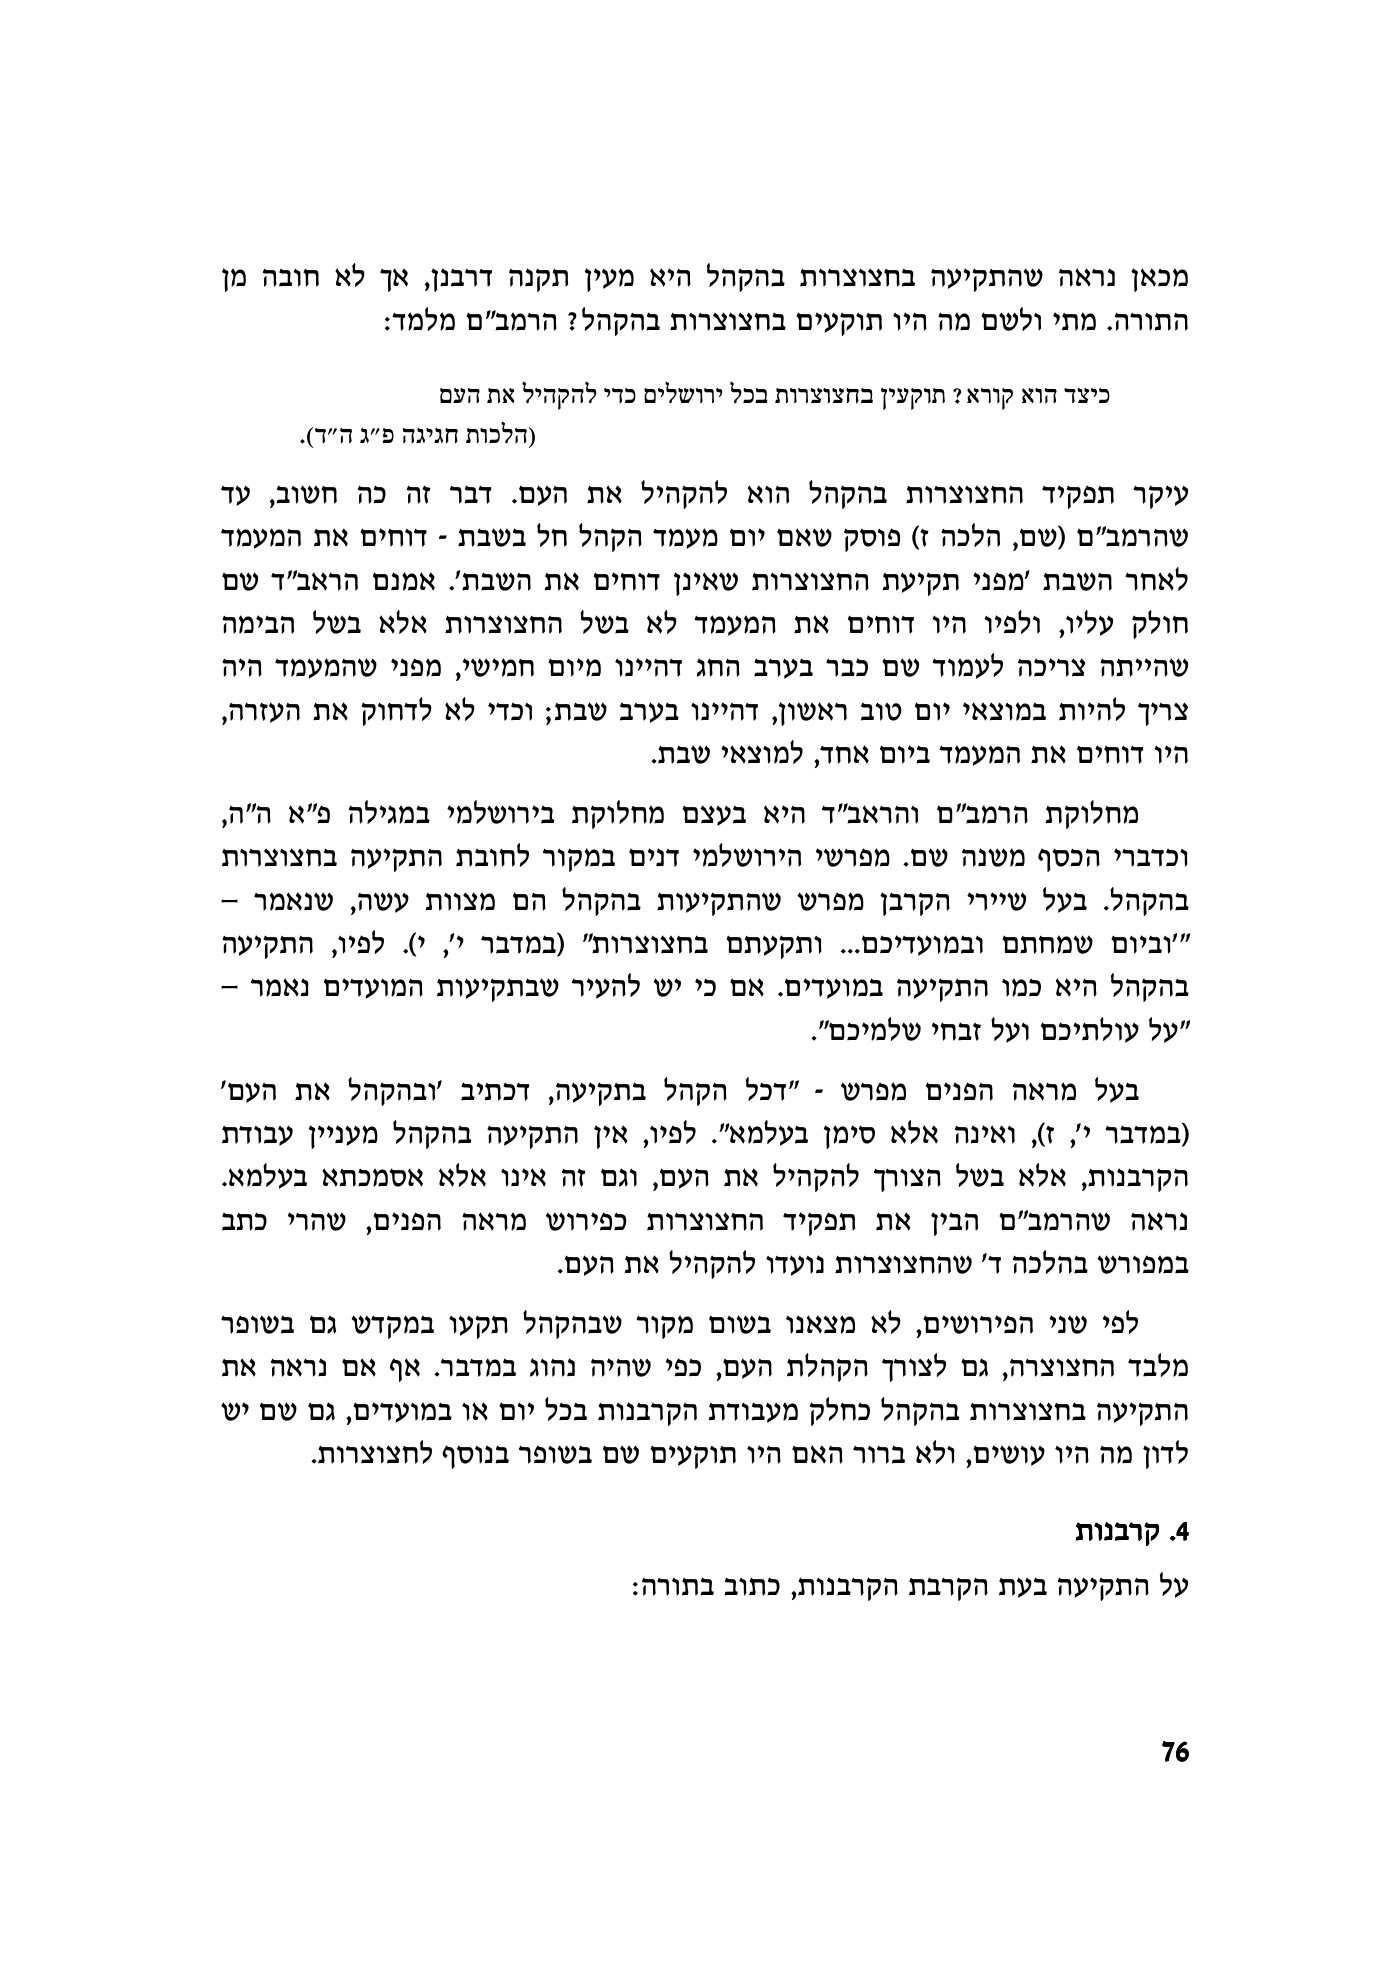 מכאן נראה שהתקיעה בחצוצרות בהקהל היא מעין תקנה דרבנן, אך לא חובה מן
התורה. מתי ולשם מה היו תוקעים בחצוצרות בהקהל? הרמב"ם מלמד:
כיצד הוא קורא? תוקעין בחצוצרות בכל ירושלים כדי להקהיל את העם
(הלכות חגיגה פ"ג ה"ד).
עיקר תפקיד החצוצרות בהקהל הוא להקהיל את העם. דבר זה כה חשוב, עד
שהרמב"ם (שם, הלכה ז) פוסק שאם יום מעמד הקהל חל בשבת - דוחים את המעמד
לאחר השבת 'מפני תקיעת החצוצרות שאינן דוחים את השבת'. אמנם הראב"ד שם
חולק עליו, ולפיו היו דוחים את המעמד לא בשל החצוצרות אלא בשל הבימה
שהייתה צריכה לעמוד שם כבר בערב החג דהיינו מיום חמישי, מפני שהמעמד היה
צריך להיות במוצאי יום טוב ראשון, דהיינו בערב שבת; וכדי לא לדחוק את העזרה,
היו דוחים את המעמד ביום אחד, למוצאי שבת.
מחלוקת הרמב"ם והראב"ד היא בעצם מחלוקת בירושלמי במגילה פ"א ה"ה,
וכדברי הכסף משנה שם. מפרשי הירושלמי דנים במקור לחובת התקיעה בחצוצרות
בהקהל. בעל שיירי הקרבן מפרש שהתקיעות בהקהל הם מצוות עשה, שנאמר –
"'וביום שמחתם ובמועדיכם... ותקעתם בחצוצרות" (במדבר י', י). לפיו, התקיעה
בהקהל היא כמו התקיעה במועדים. אם כי יש להעיר שבתקיעות המועדים נאמר –
"על עולתיכם ועל זבחי שלמיכם".
בעל מראה הפנים מפרש - "דכל הקהל בתקיעה, דכתיב 'ובהקהל את העם'
(במדבר י', ז), ואינה אלא סימן בעלמא". לפיו, אין התקיעה בהקהל מעניין עבודת
הקרבנות, אלא בשל הצורך להקהיל את העם, וגם זה אינו אלא אסמכתא בעלמא.
נראה שהרמב"ם הבין את תפקיד החצוצרות כפירוש מראה הפנים, שהרי כתב
במפורש בהלכה ד' שהחצוצרות נועדו להקהיל את העם.
לפי שני הפירושים, לא מצאנו בשום מקור שבהקהל תקעו במקדש גם בשופר
מלבד החצוצרה, גם לצורך הקהלת העם, כפי שהיה נהוג במדבר. אף אם נראה את
התקיעה בחצוצרות בהקהל כחלק מעבודת הקרבנות בכל יום או במועדים, גם שם יש
לדון מה היו עושים, ולא ברור האם היו תוקעים שם בשופר בנוסף לחצוצרות.
4. קרבנות
על התקיעה בעת הקרבת הקרבנות, כתוב בתורה:
76